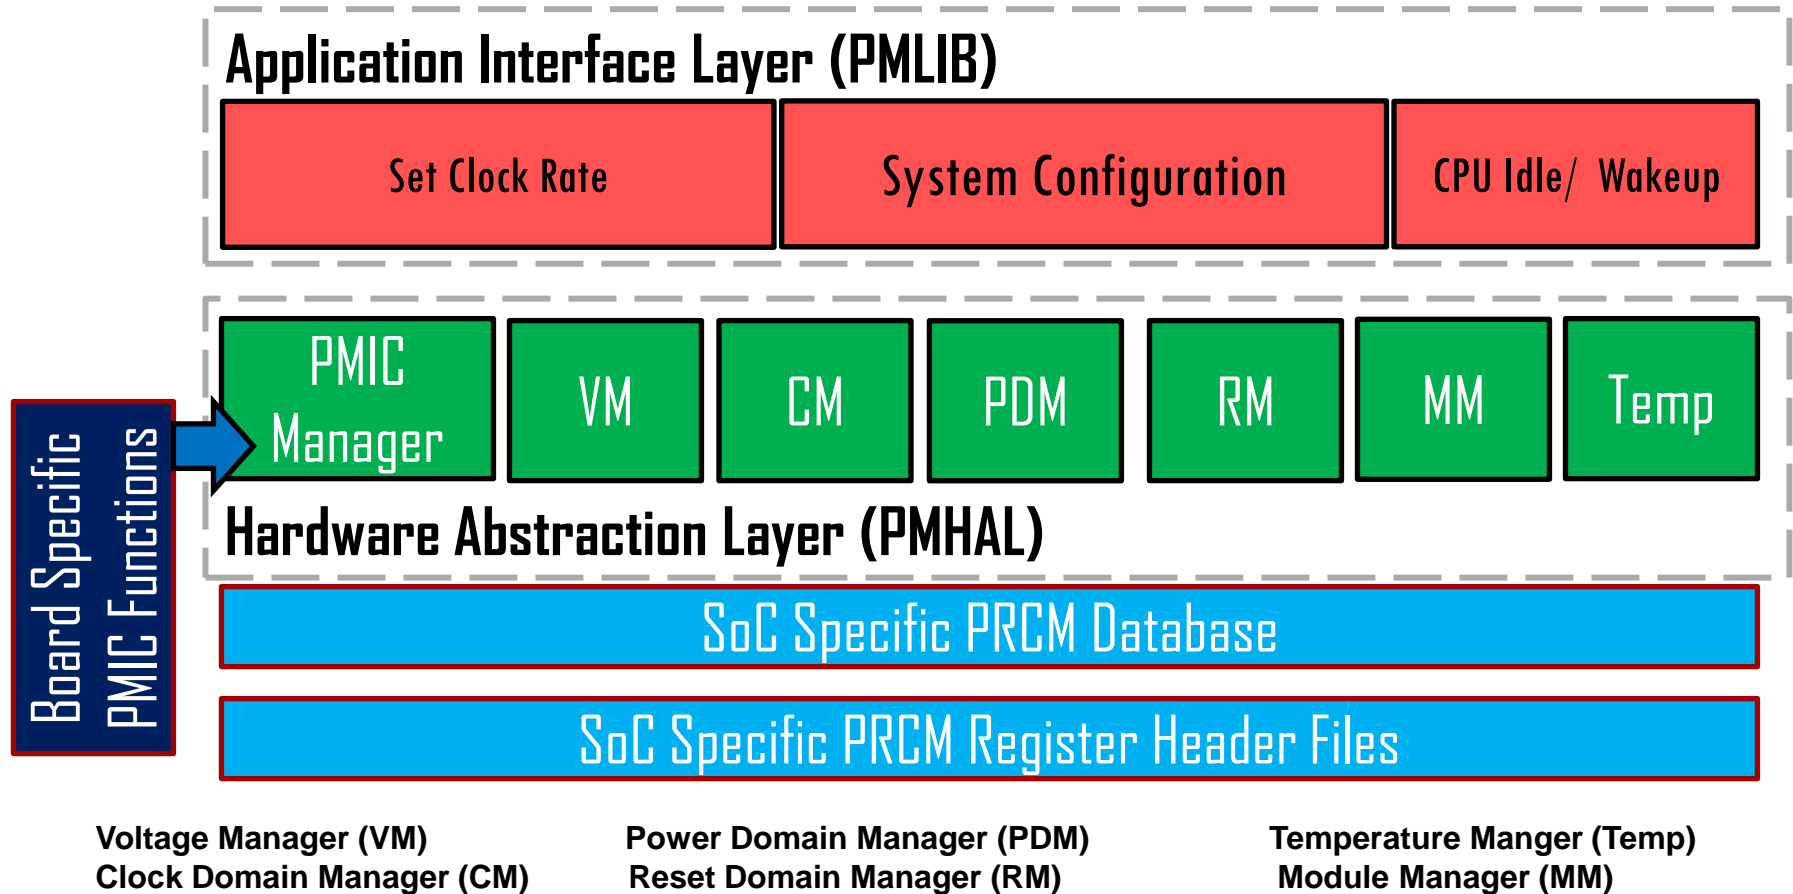 Application Interface Layer (PMLIB)
Set Clock Rate
System Configuration
CPU Idle/ Wakeup
PMIC
Manager
VM
CM
PDM
RM
MM
Temp
Hardware Abstraction Layer (PMHAL)
Board Specific
PMIC Functions
SoC Specific PRCM Database
SoC Specific PRCM Register Header Files
Voltage Manager (VM)
Power Domain Manager (PDM)
Temperature Manger (Temp)
Clock Domain Manager (CM)
Reset Domain Manager (RM)
Module Manager (MM)